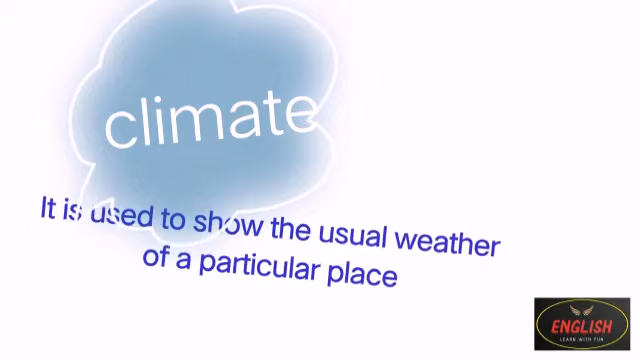 climate
It is used to show the usual weather
of a particular place
ENGLISH
LEARN WITH FUN